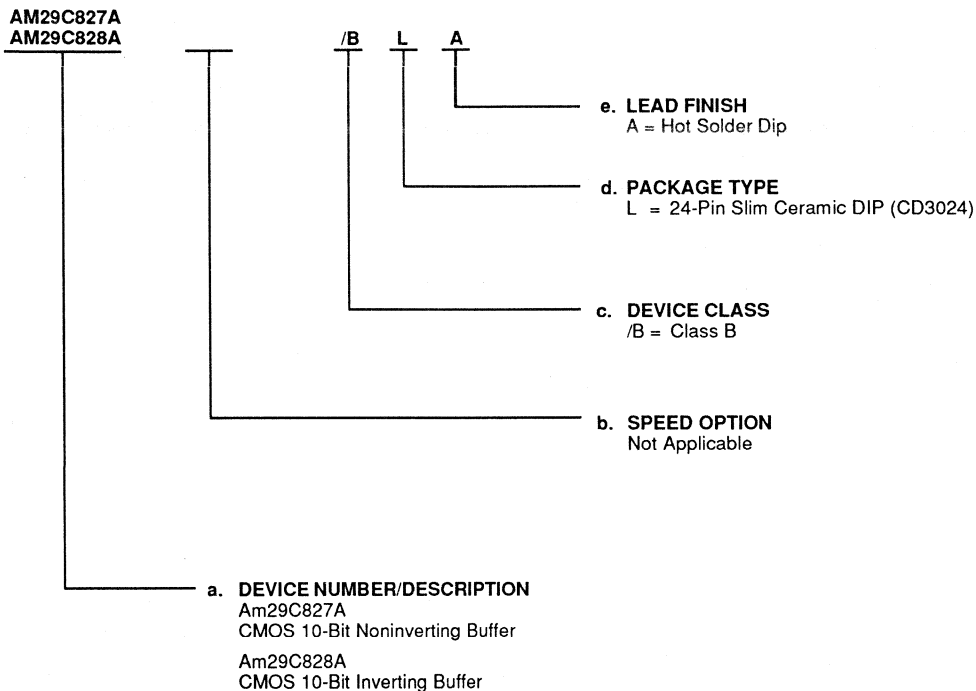 AM29C827A
AM29C828A
/B L A
e. LEAD FINISH
A = Hot Solder Dip
d. PACKAGE TYPE
L = 24-Pin Slim Ceramic DIP (CD3024)
c. DEVICE CLASS
/B = Class B
b. SPEED OPTION
Not Applicable
a. DEVICE NUMBER/DESCRIPTION
Am29C827A
CMOS 10-Bit Noninverting Buffer
Am29C828A
CMOS 10-Bit Inverting Buffer